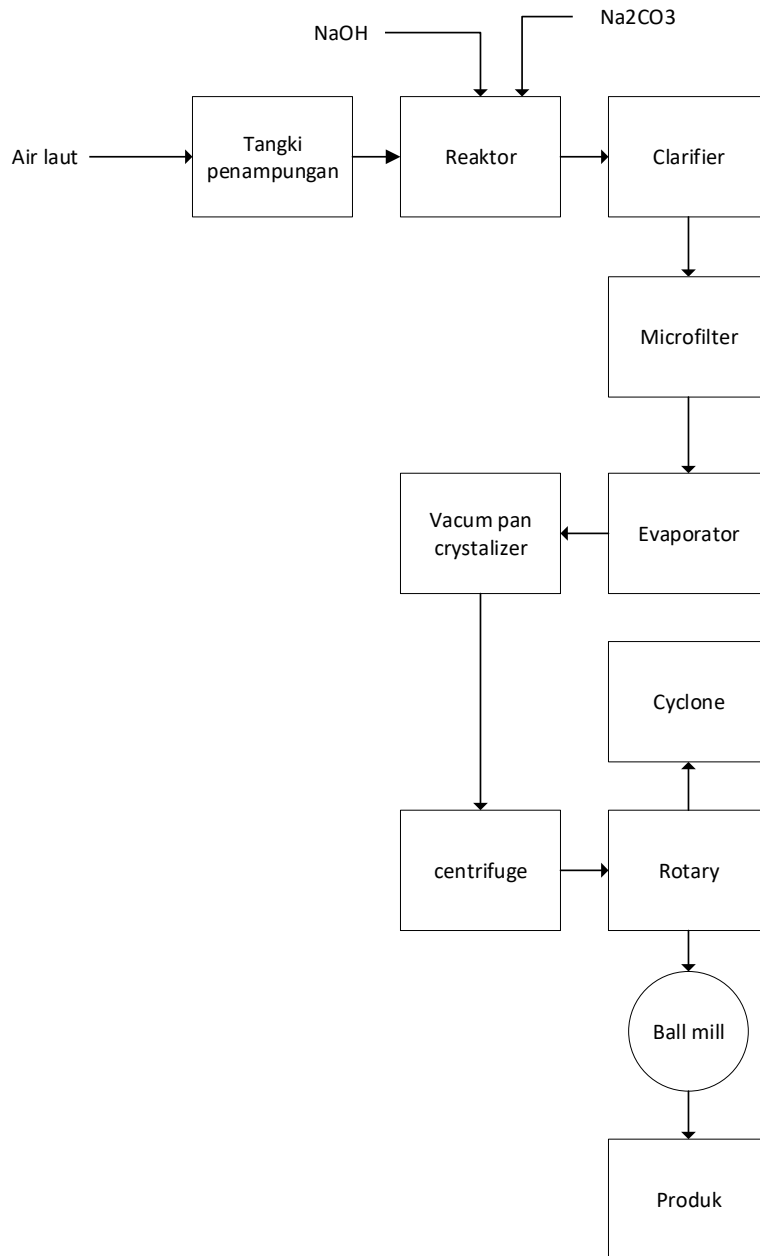 NaOH
Na2CO3
Air laut
Tangki
penampungan
Reaktor
Clarifier
Microfilter
Vacum pan
crystalizer
Evaporator
Cyclone
centrifuge
Rotary
Ball mill
Produk